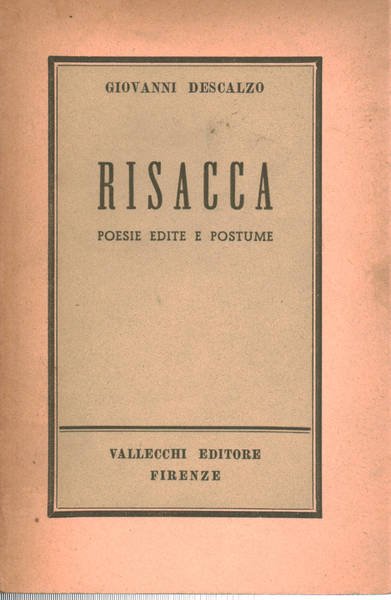 GIOVANNI DESCALZO
RISACCA
POESIE EDITE E POSTUME
VALLECCHI EDITORE
FIRENZE